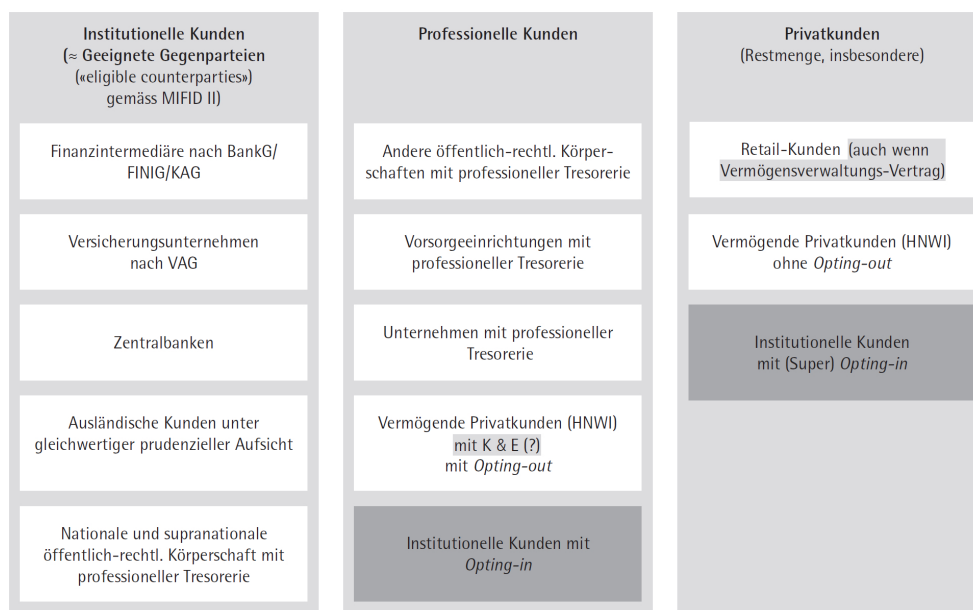 Institutionelle Kunden
(≈ Geeignete Gegenparteien
(«eligible counterparties»)
gemäss MIFID II)
Finanzintermediäre nach BankG/
FINIG/KAG
Versicherungsunternehmen
nach VAG
Zentralbanken
Ausländische Kunden unter
gleichwertiger prudenzieller Aufsicht
Nationale und supranationale
öffentlich-rechtl. Körperschaft mit
professioneller Tresorerie
Professionelle Kunden
Andere öffentlich-rechtl. Körper-
schaften mit professioneller Tresorerie
Vorsorgeeinrichtungen mit
professioneller Tresorerie
Unternehmen mit professioneller
Tresorerie
Vermögende Privatkunden (HNWI)
mit K & E (?)
mit Opting-out
Institutionelle Kunden mit
Opting-in
Privatkunden
(Restmenge, insbesondere)
Retail-Kunden (auch wenn
Vermögensverwaltungs-Vertrag)
Vermögende Privatkunden (HNWI)
ohne Opting-out
Institutionelle Kunden
mit (Super) Opting-in